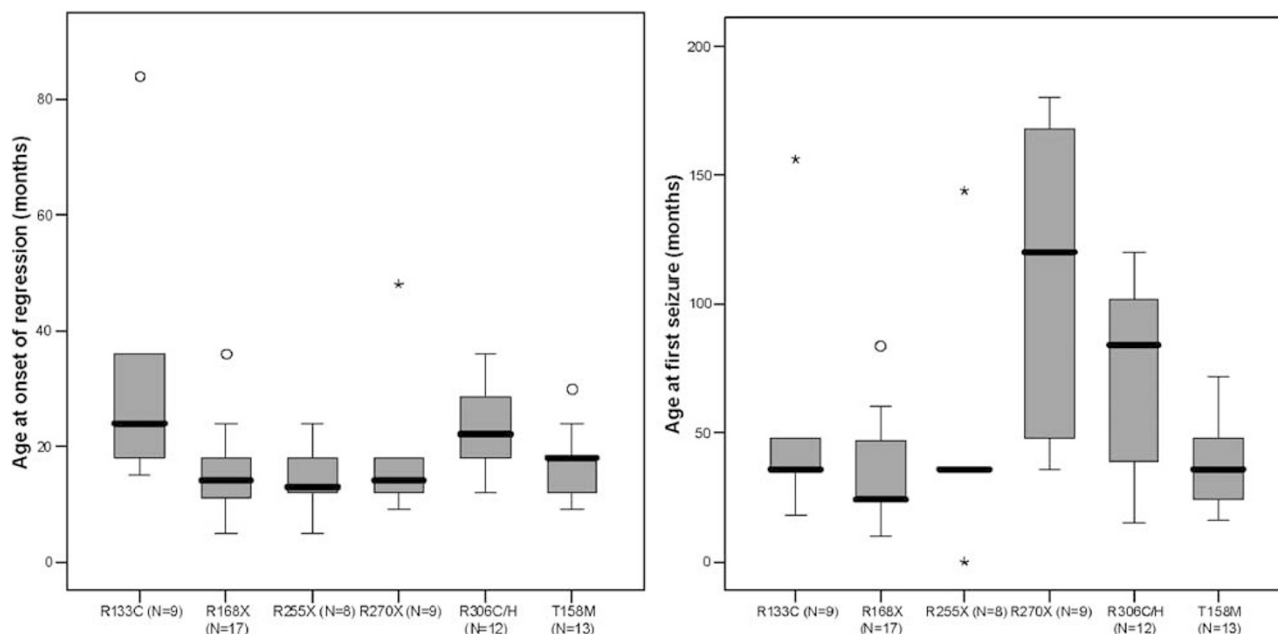 Age at onset of regression (months)
80
60
40
20
0
R133C (N=9) R168X R255X (N=8) R270X (N=9) R306C/H T158M
(N=17) (N=12) (N=13)
Age at first seizure (months)
200
150
100
50
0
R133C (N=9) R168X R255X (N=8) R270X (N=9) R306C/H T158M
(N=17) (N=12) (N=13)